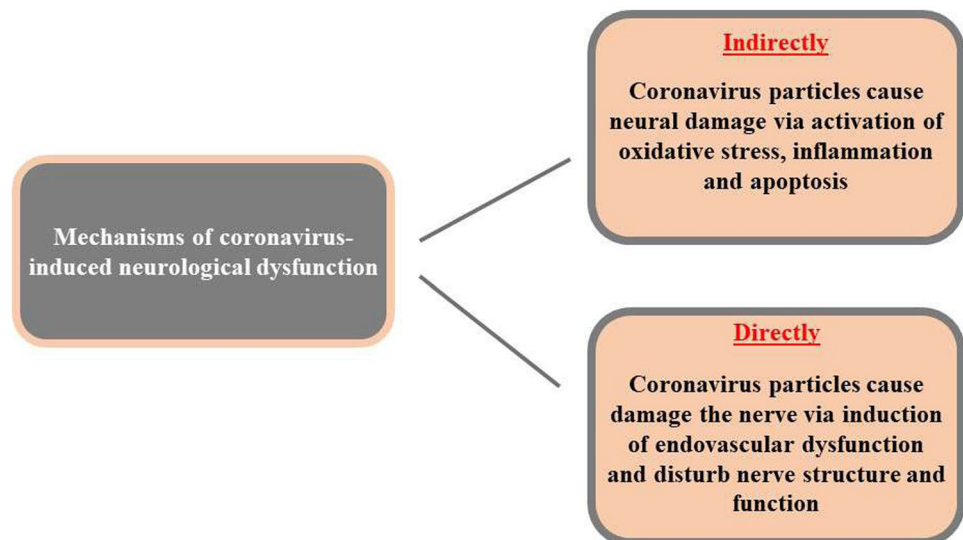 Mechanisms of coronavirus-
induced neurological dysfunction
Indirectly
Coronavirus particles cause
neural damage via activation of
oxidative stress, inflammation
and apoptosis
Directly
Coronavirus particles cause
damage the nerve via induction
of endovascular dysfunction
and disturb nerve structure and
function